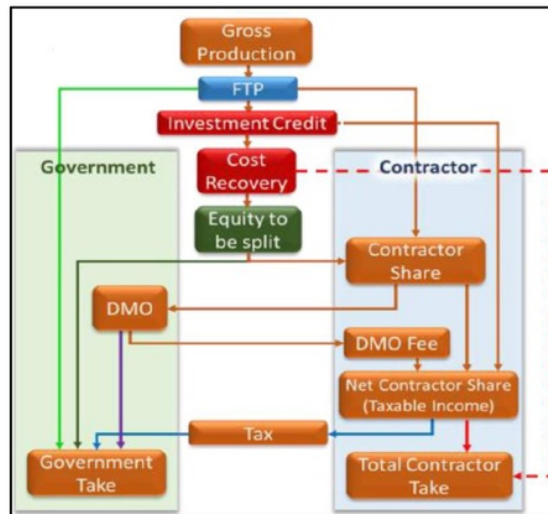 Gross
Production
FTP
Investment Credit
Government
Cost
Recovery
Contractor
Equity to
be split
Contractor
Share
DMO
DMO Fee
Net Contractor Share
(Taxable Income)
Tax
Government
Take
Total Contractor
Take